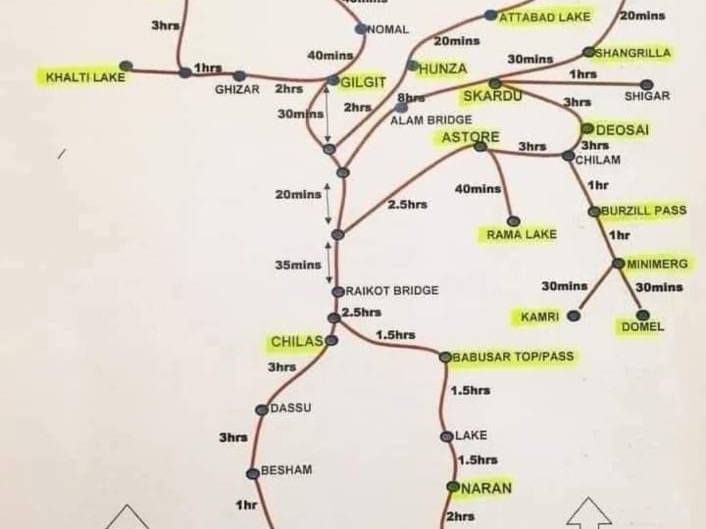 40mins
3hrs
NOMAL
ATTABAD LAKE
20mins
20mins
40mins
SHANGRILLA
30mins
KHALTI LAKE
1hrs
GHIZAR
2hrs
GILGIT
HUNZA
SKARDU
1hrs
SHIGAR
30mins
2hrs
8hrs
ALAM BRIDGE
3hrs
DEOSAI
ASTORE
3hrs
3hrs
CHILAM
20mins
2.5hrs
40mins
1hr
RAMA LAKE
BURZILL PASS
1hr
35mins
MINIMERG
RAIKOT BRIDGE
30mins
30mins
KAMRI
DOMEL
2.5hrs
CHILAS
1.5hrs
BABUSAR TOP/PASS
3hrs
1.5hrs
DASSU
3hrs
LAKE
BESHAM
1.5hrs
NARAN
1hr
2hrs